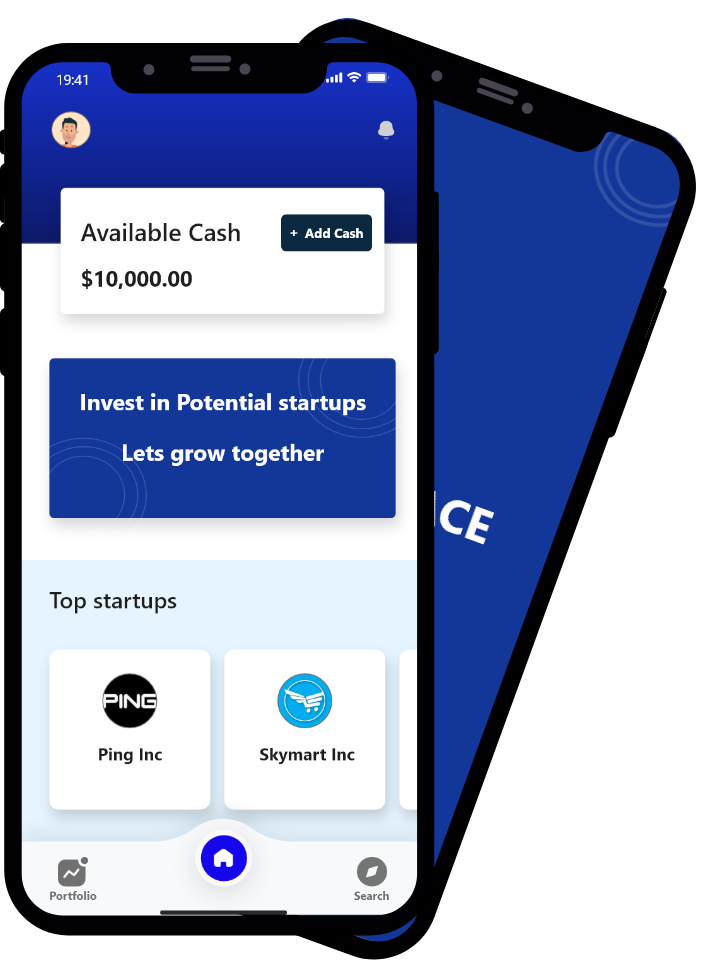 19:41
Available Cash
+ Add Cash
$10,000.00
Invest in Potential startups
Lets grow together
CE
Top startups
PING
Ping Inc
Skymart Inc
Portfolio
Search